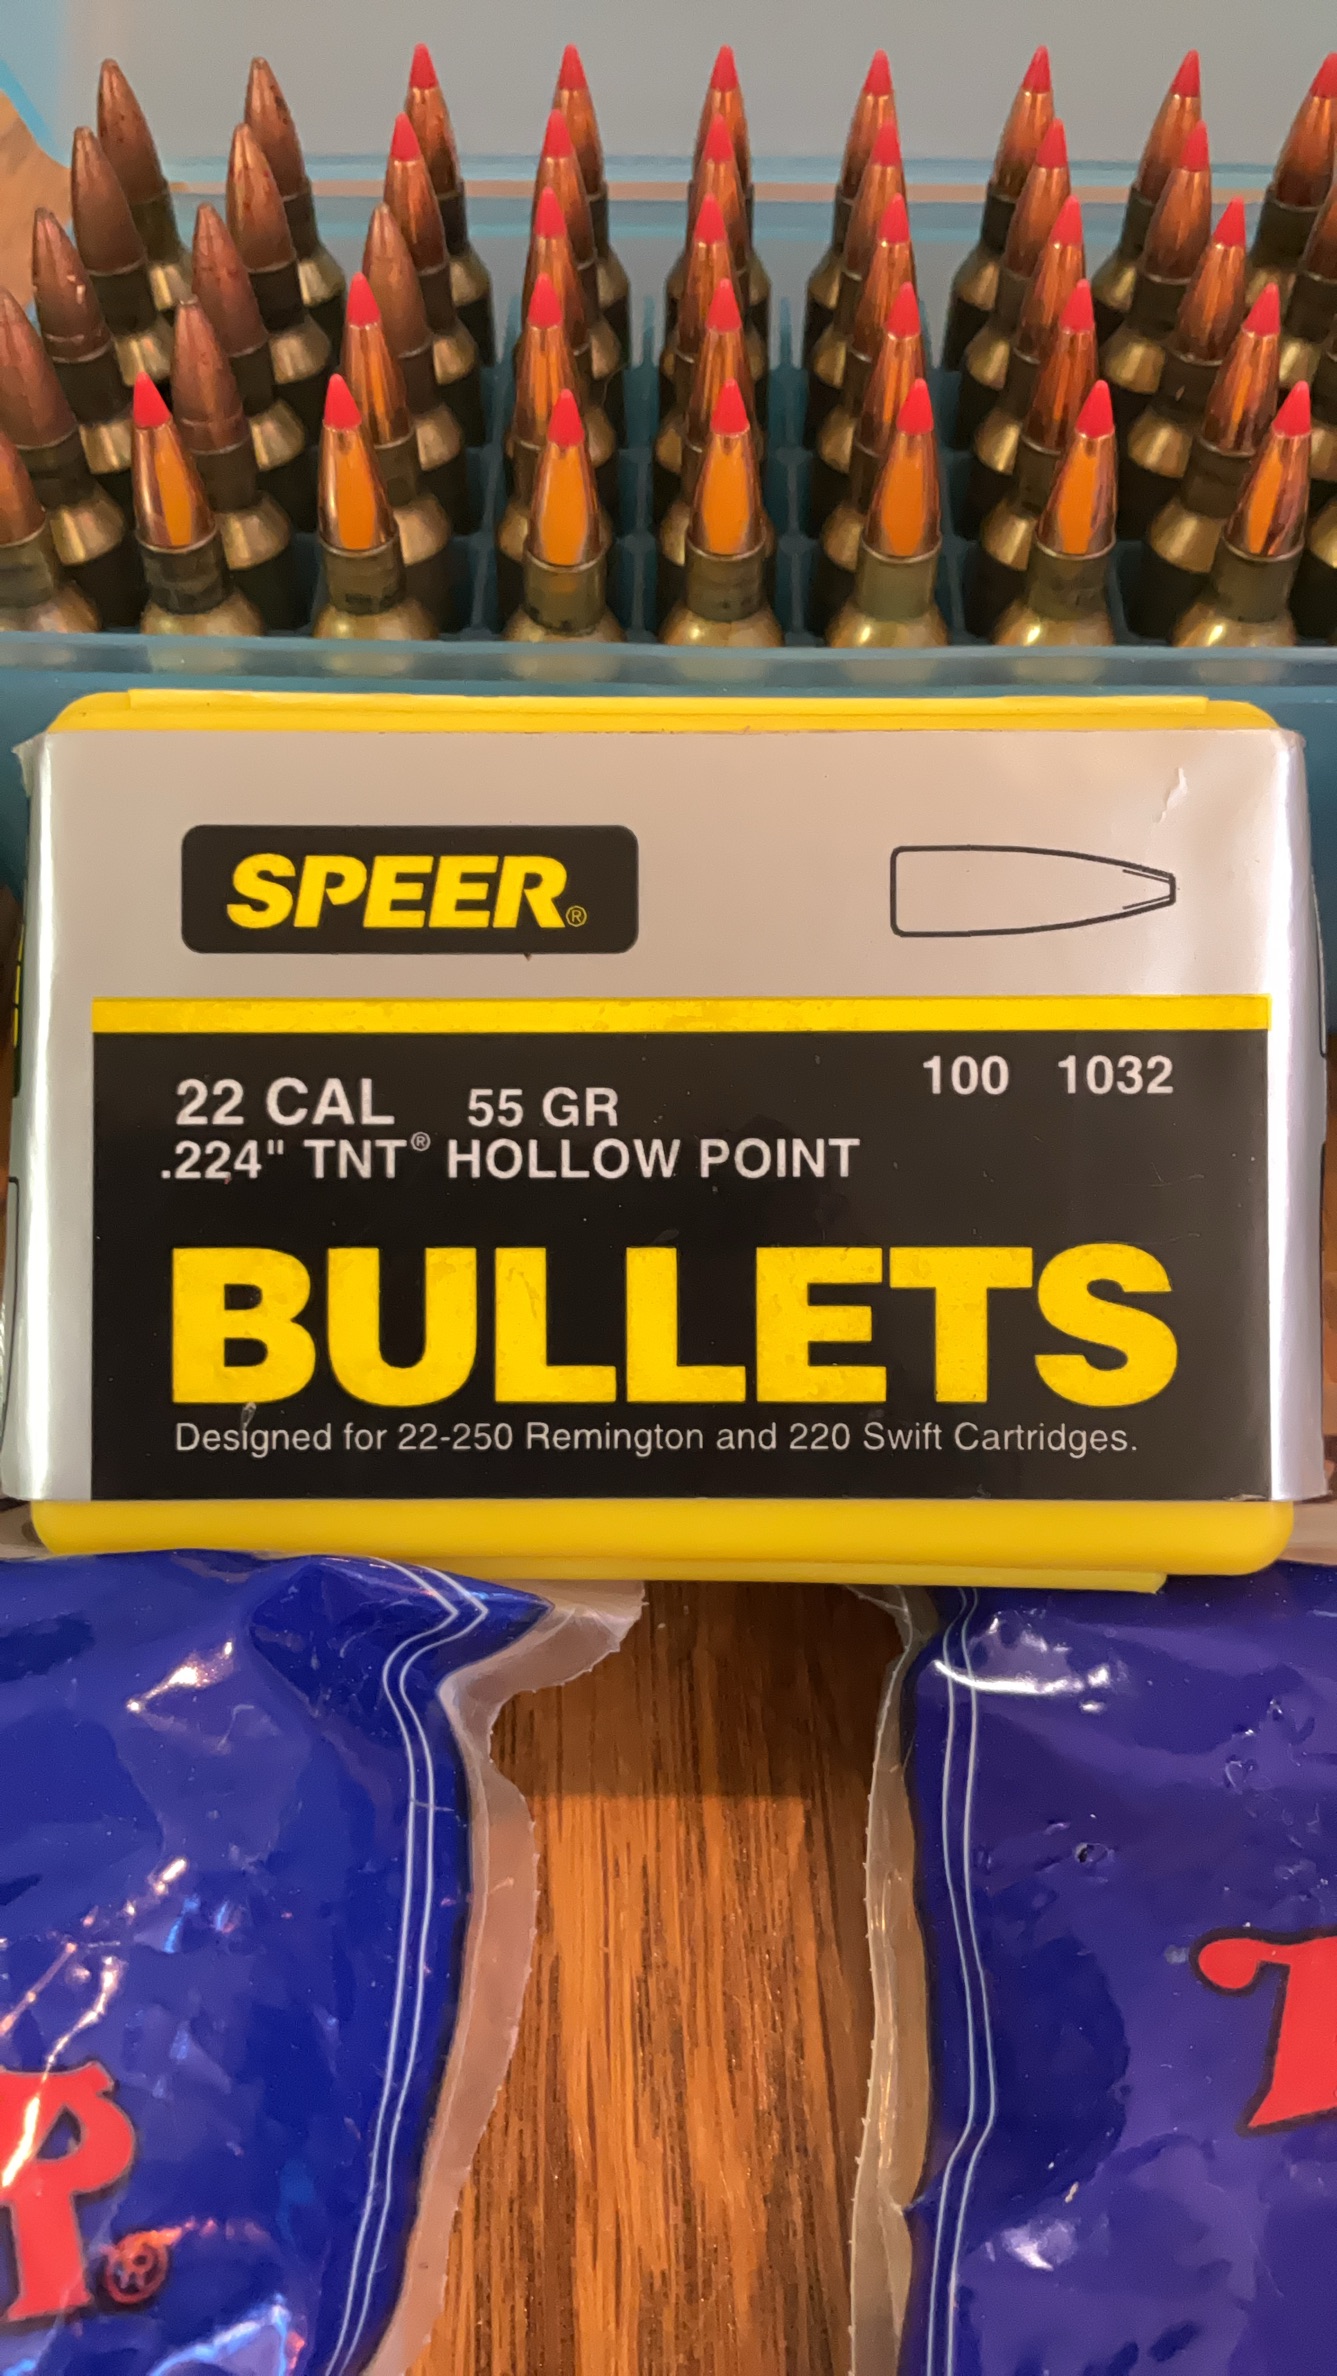 SPEER®
100 1032
22 CAL 55 GR
.224" TNT® HOLLOW POINT
BULLETS
Designed for 22-250 Remington and 220 Swift Cartridges.
®